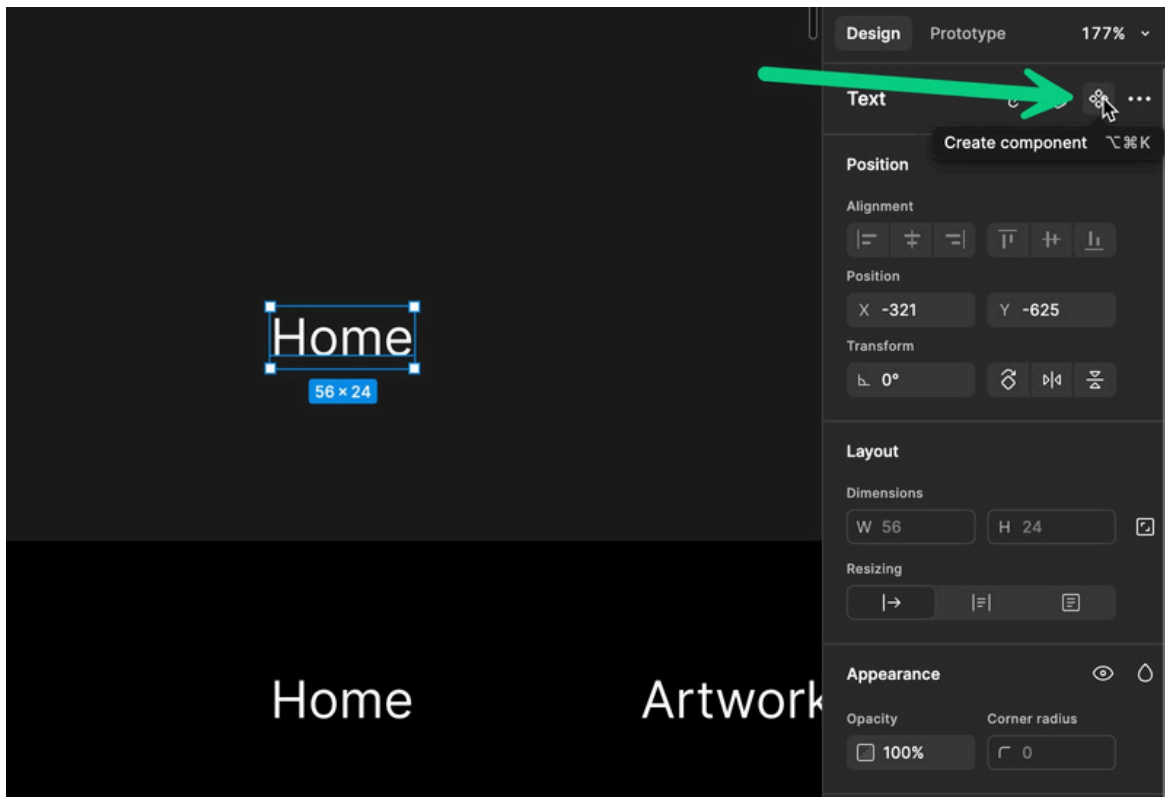 Design Prototype 177%
Text
Create component ⌥⌘K
Position
Alignment
Position
X -321 Y -625
Transform
0°
Home
56 × 24
Layout
Dimensions
W 56 H 24
Resizing
Appearance
Opacity Corner radius
100% 0
Home Artwork